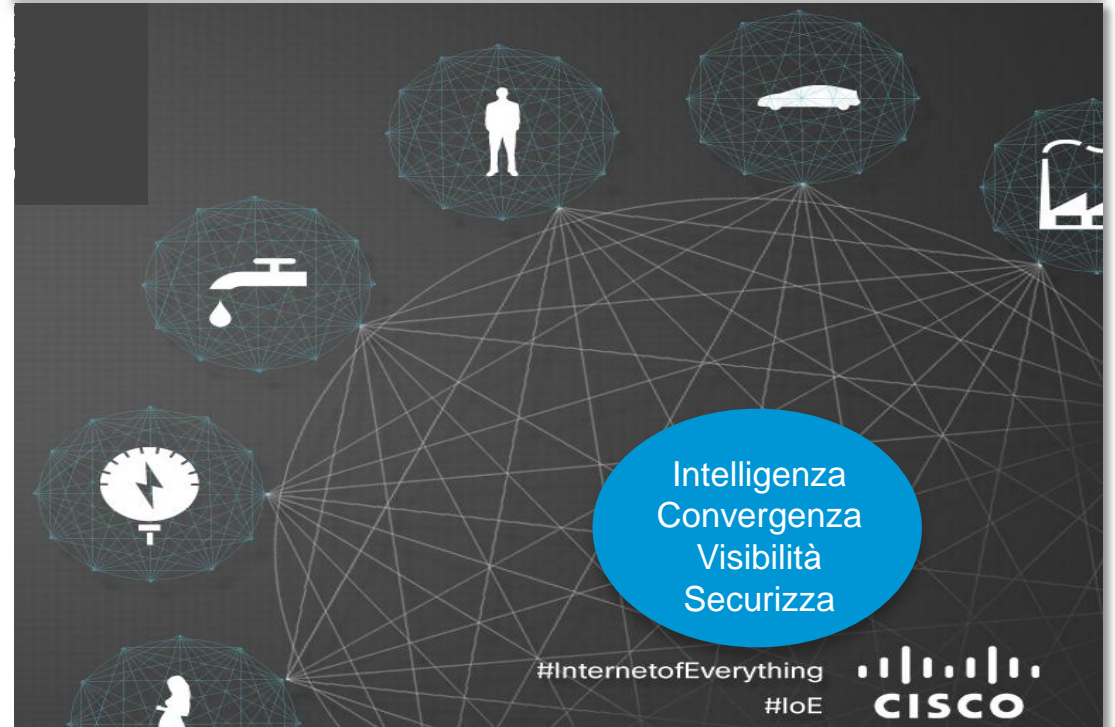 Intelligenza
Convergenza
Visibilità
Securizza
#InternetofEverything
#IoE
CISCO